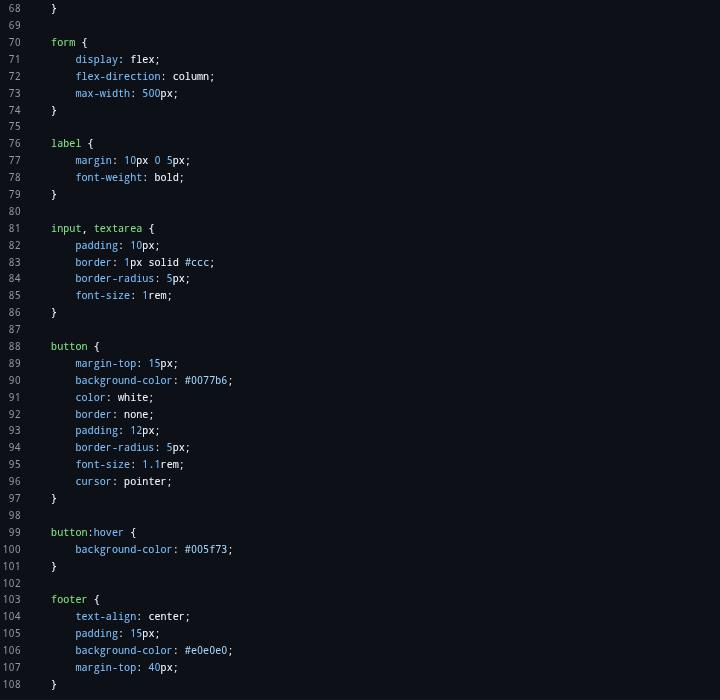 68 }
69
70 form {
71     display: flex;
72     flex-direction: column;
73     max-width: 500px;
74 }
75
76 label {
77     margin: 10px 0 5px;
78     font-weight: bold;
79 }
80
81 input, textarea {
82     padding: 10px;
83     border: 1px solid #ccc;
84     border-radius: 5px;
85     font-size: 1rem;
86 }
87
88 button {
89     margin-top: 15px;
90     background-color: #0077b6;
91     color: white;
92     border: none;
93     padding: 12px;
94     border-radius: 5px;
95     font-size: 1.1rem;
96     cursor: pointer;
97 }
98
99 button:hover {
100     background-color: #005f73;
101 }
102
103 footer {
104     text-align: center;
105     padding: 15px;
106     background-color: #e0e0e0;
107     margin-top: 40px;
108 }